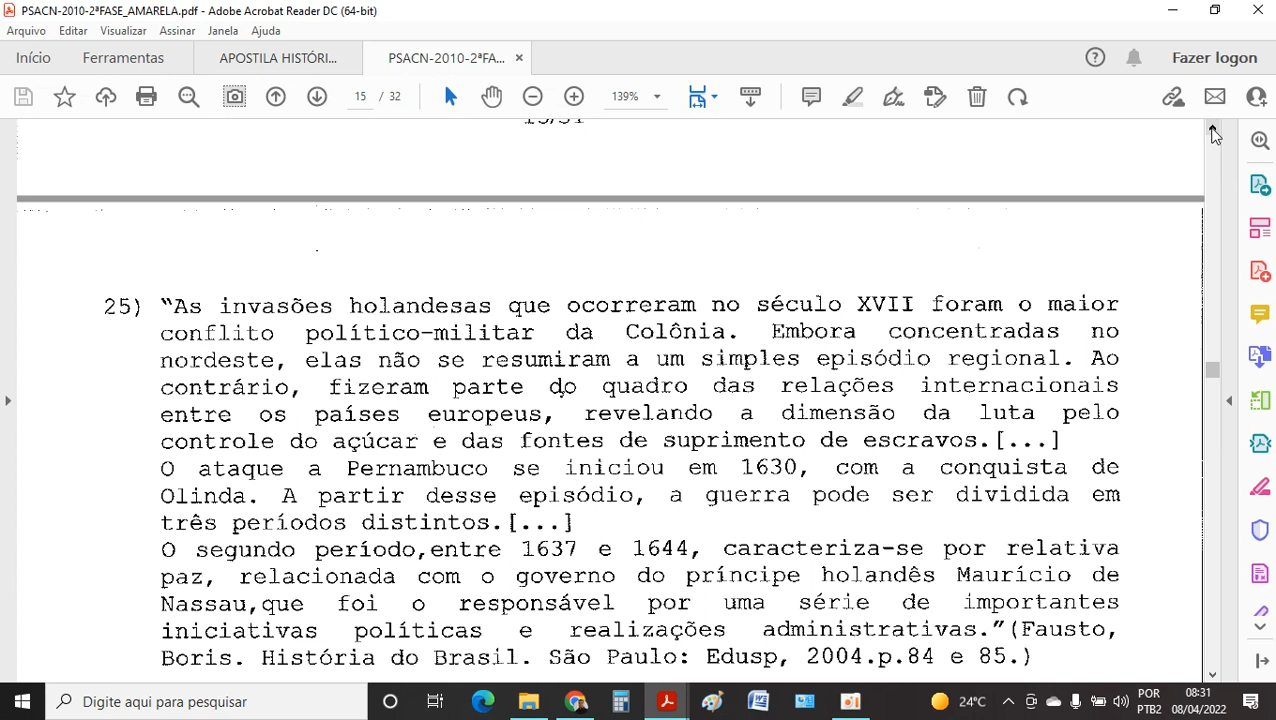 PSACN-2010-2ªFASE_AMARELA.pdf - Adobe Acrobat Reader DC (64-bit)
Arquivo Editar Visualizar Assinar Janela Ajuda
Início Ferramentas APOSTILA HISTÓRI... PSACN-2010-2ªFA... × Fazer logon
15 / 32 139%
25) "As invasões holandesas que ocorreram no século XVII foram o maior
conflito político-militar da Colônia. Embora concentradas no
nordeste, elas não se resumiram a um simples episódio regional. Ao
contrário, fizeram parte do quadro das relações internacionais
entre os países europeus, revelando a dimensão da luta pelo
controle do açúcar e das fontes de suprimento de escravos.[...]
O ataque a Pernambuco se iniciou em 1630, com a conquista de
Olinda. A partir desse episódio, a guerra pode ser dividida em
três períodos distintos.[...]
O segundo período,entre 1637 e 1644, caracteriza-se por relativa
paz, relacionada com o governo do príncipe holandês Maurício de
Nassau,que foi o responsável por uma série de importantes
iniciativas políticas e realizações administrativas."(Fausto,
Boris. História do Brasil. São Paulo: Edusp, 2004.p.84 e 85.)
Digite aqui para pesquisar
24°C
POR
PTB2
08:31
08/04/2022